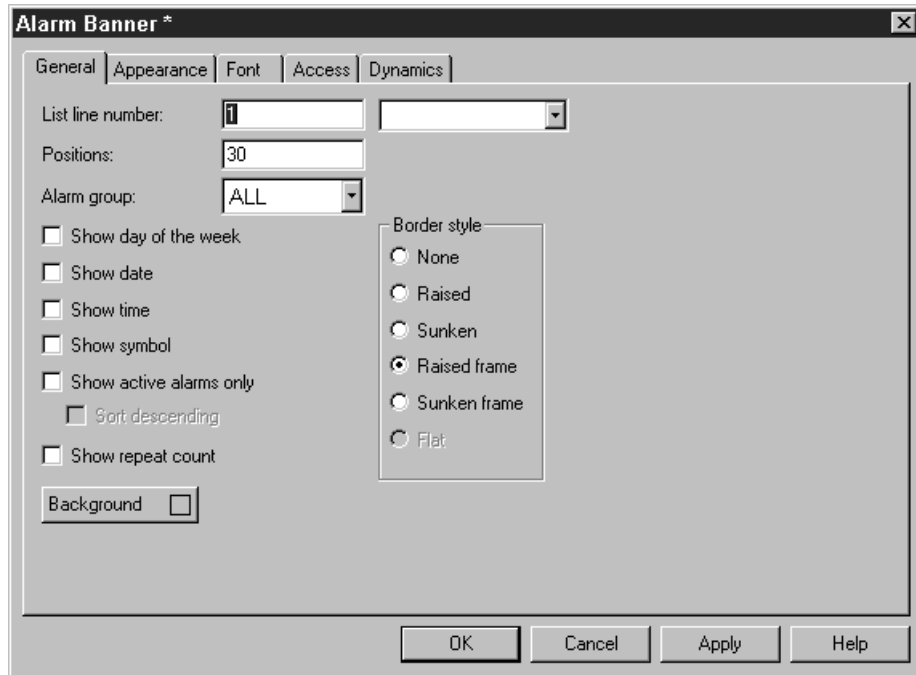 Alarm Banner *
General Appearance Font Access Dynamics
List line number: 1
Positions: 30
Alarm group: ALL
Show day of the week
Show date
Show time
Show symbol
Show active alarms only
Sort descending
Show repeat count
Background
Border style
None
Raised
Sunken
Raised frame
Sunken frame
Flat
OK Cancel Apply Help